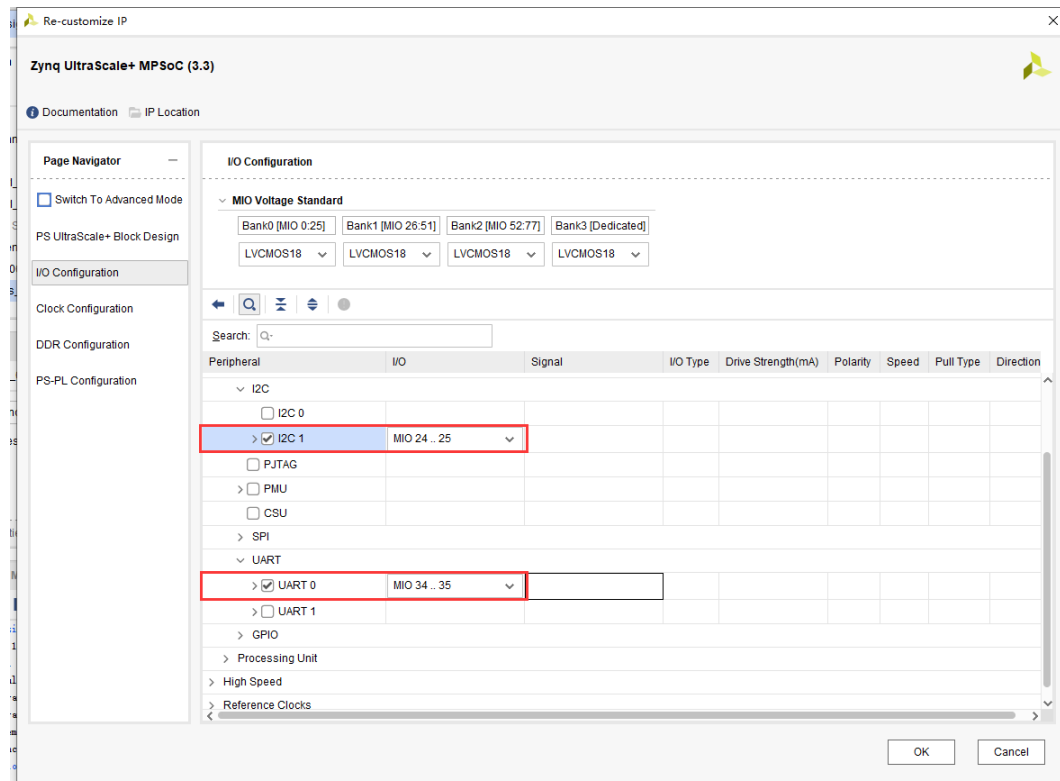 Re-customize IP
Zynq UltraScale+ MPSoC (3.3)
Documentation IP Location
Page Navigator
Switch To Advanced Mode
PS UltraScale+ Block Design
I/O Configuration
Clock Configuration
DDR Configuration
PS-PL Configuration
I/O Configuration
MIO Voltage Standard
Bank0 [MIO 0:25] Bank1 [MIO 26:51] Bank2 [MIO 52:77] Bank3 [Dedicated]
LVCMOS18 LVCMOS18 LVCMOS18 LVCMOS18
Search:
Peripheral I/O Signal I/O Type Drive Strength(mA) Polarity Speed Pull Type Direction
I2C
I2C 0
I2C 1 MIO 24 .. 25
PJTAG
PMU
CSU
SPI
UART
UART 0 MIO 34 .. 35
UART 1
GPIO
Processing Unit
High Speed
Reference Clocks
OK Cancel